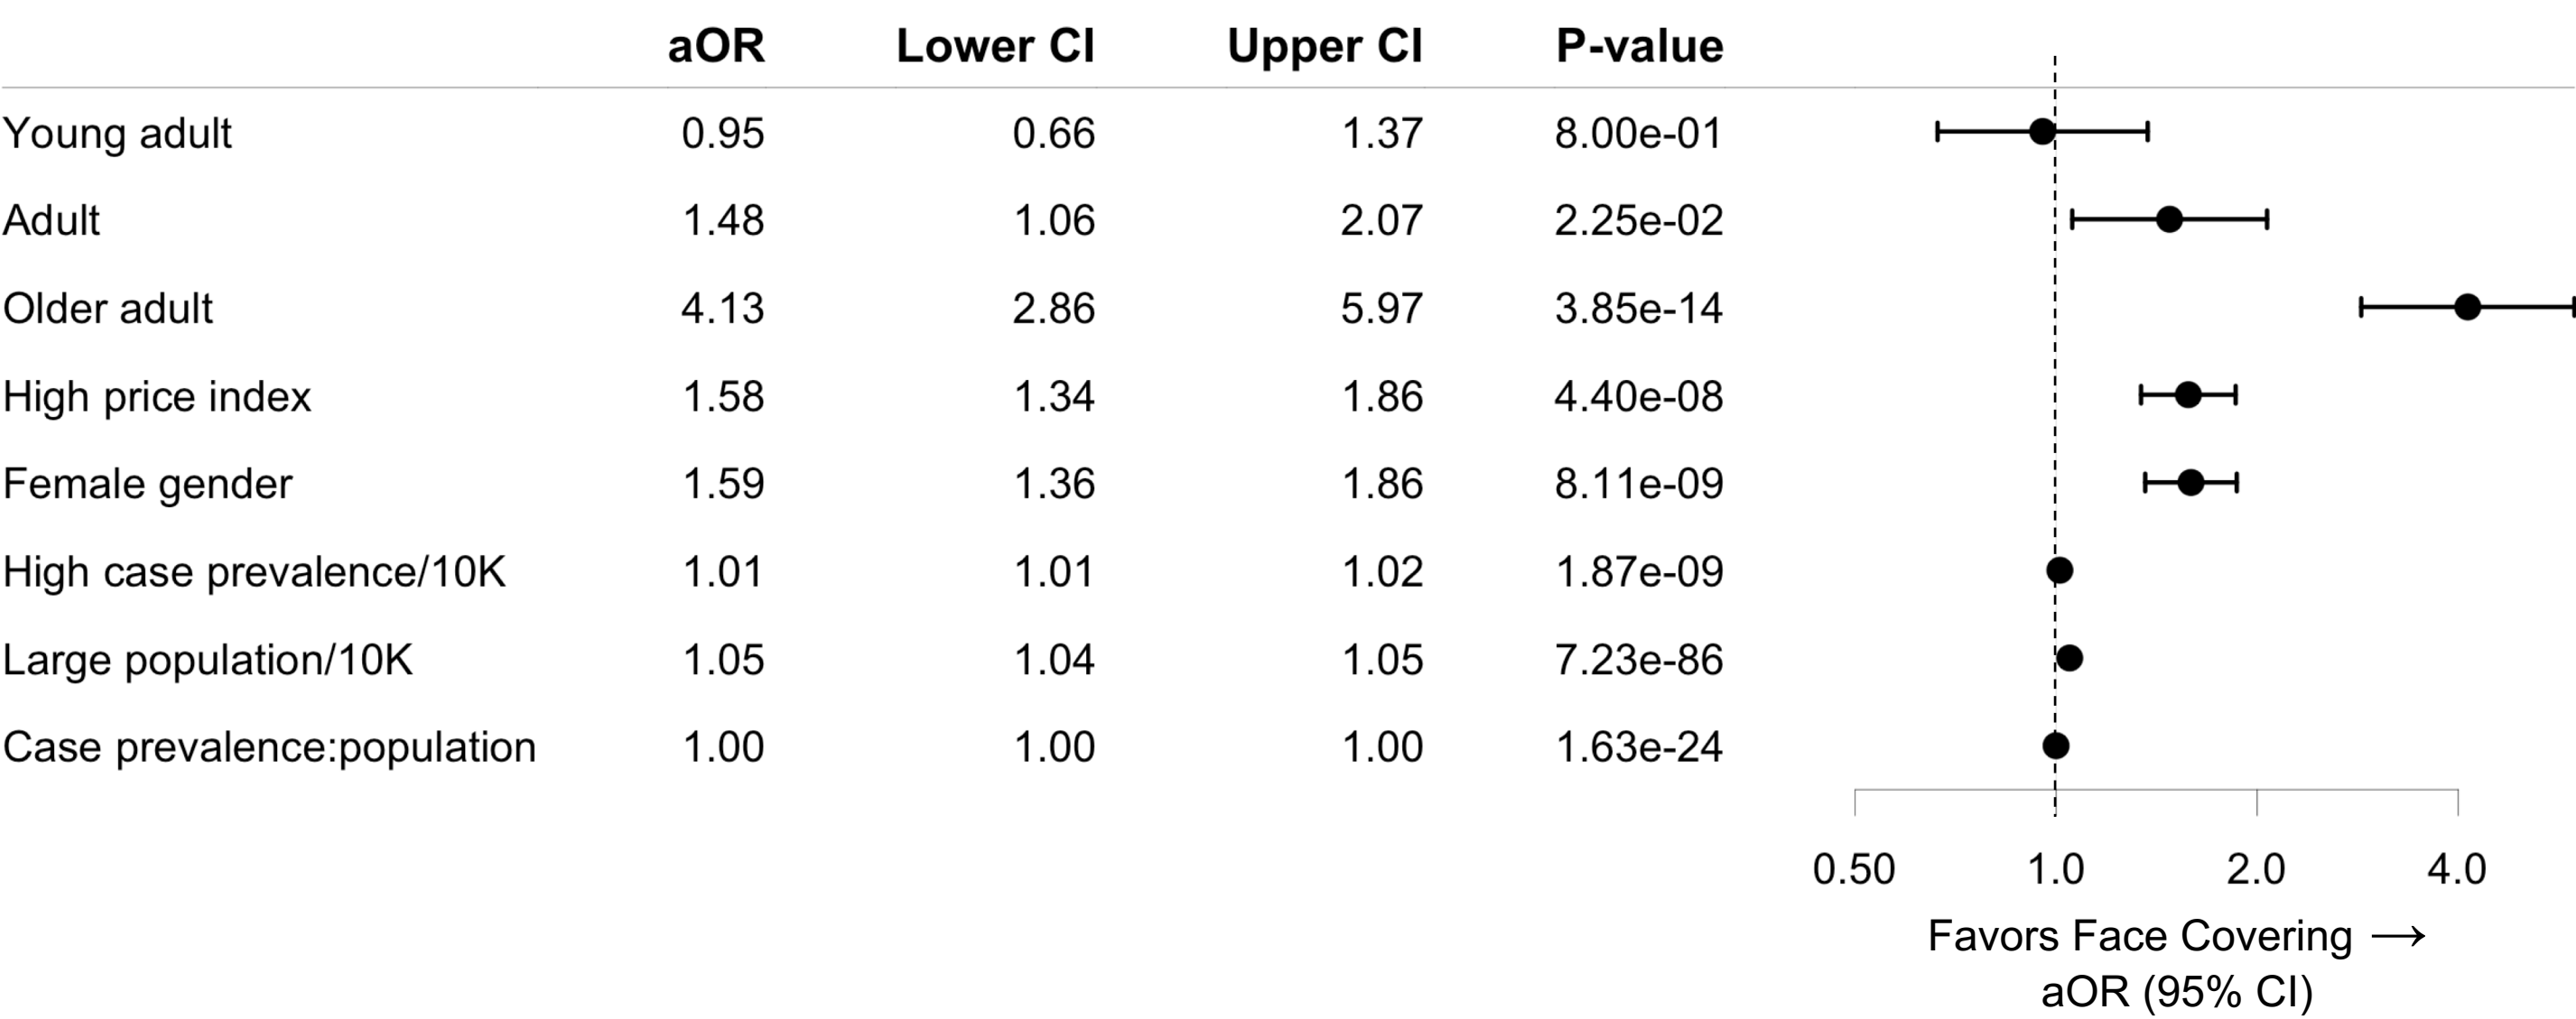 aOR Lower CI Upper CI P-value
Young adult 0.95 0.66 1.37 8.00e-01
Adult 1.48 1.06 2.07 2.25e-02
Older adult 4.13 2.86 5.97 3.85e-14
High price index 1.58 1.34 1.86 4.40e-08
Female gender 1.59 1.36 1.86 8.11e-09
High case prevalence/10K 1.01 1.01 1.02 1.87e-09
Large population/10K 1.05 1.04 1.05 7.23e-86
Case prevalence:population 1.00 1.00 1.00 1.63e-24
0.50 1.0 2.0 4.0
Favors Face Covering →
aOR (95% CI)